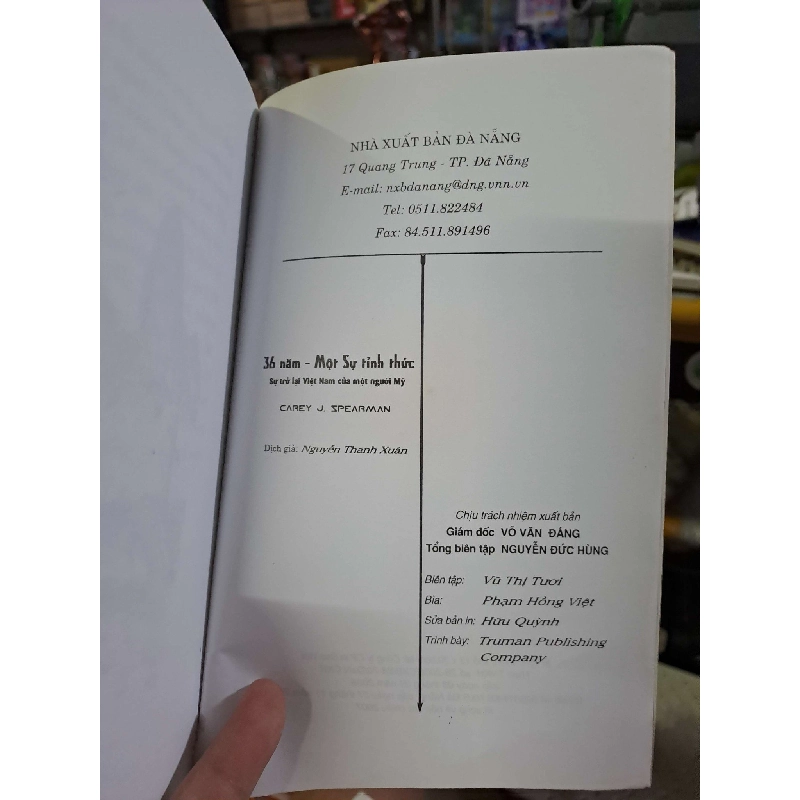 NHÀ XUẤT BẢN ĐÀ NẴNG
17 Quang Trung - TP. Đà Nẵng
E-mail: nxbdanang@dng.vnn.vn
Tel: 0511.822484
Fax: 84.511.891496
36 năm - Một Sự tỉnh thức
Sự trở lại Việt Nam của một người Mỹ
CAREY J. SPEARMAN
Dịch giả: Nguyễn Thanh Xuân
Chịu trách nhiệm xuất bản
Giám đốc VÕ VĂN ĐÁNG
Tổng biên tập NGUYỄN ĐỨC HÙNG
Biên tập: Vũ Thị Tươi
Bìa: Phạm Hồng Việt
Sửa bản in: Hữu Quỳnh
Trình bày: Truman Publishing
Company